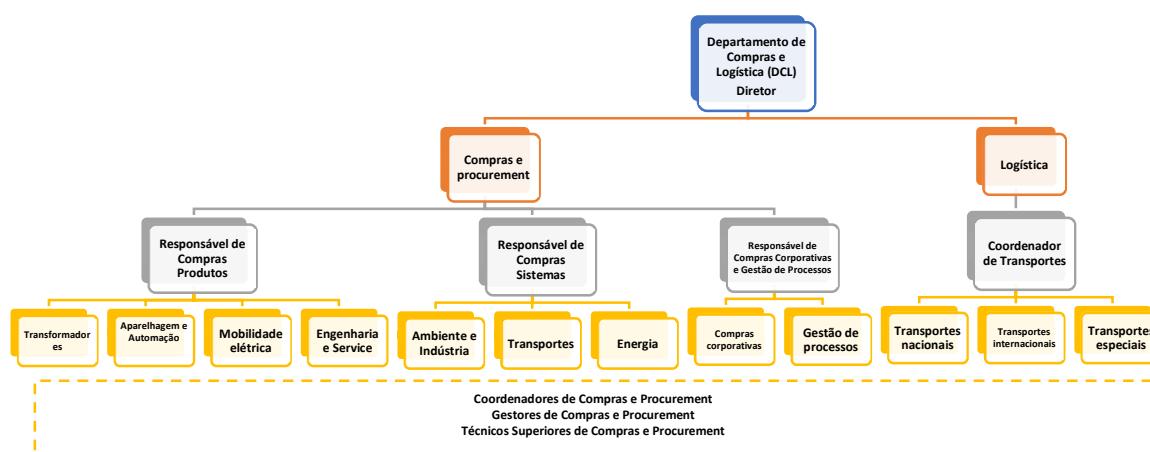 Departamento de
Compras e
Logística (DCL)
Diretor
Compras e
procurement
Logística
Responsável de
Compras
Produtos
Responsável de
Compras
Sistemas
Responsável de
Compras Corporativas
e Gestão de Processos
Coordenador
de Transportes
Transformador
es
Aparelhagem e
Automação
Mobilidade
elétrica
Engenharia
e Service
Ambiente e
Indústria
Transportes
Energia
Compras
corporativas
Gestão de
processos
Transportes
nacionais
Transportes
internacionais
Transportes
especiais
Coordenadores de Compras e Procurement
Gestores de Compras e Procurement
Técnicos Superiores de Compras e Procurement